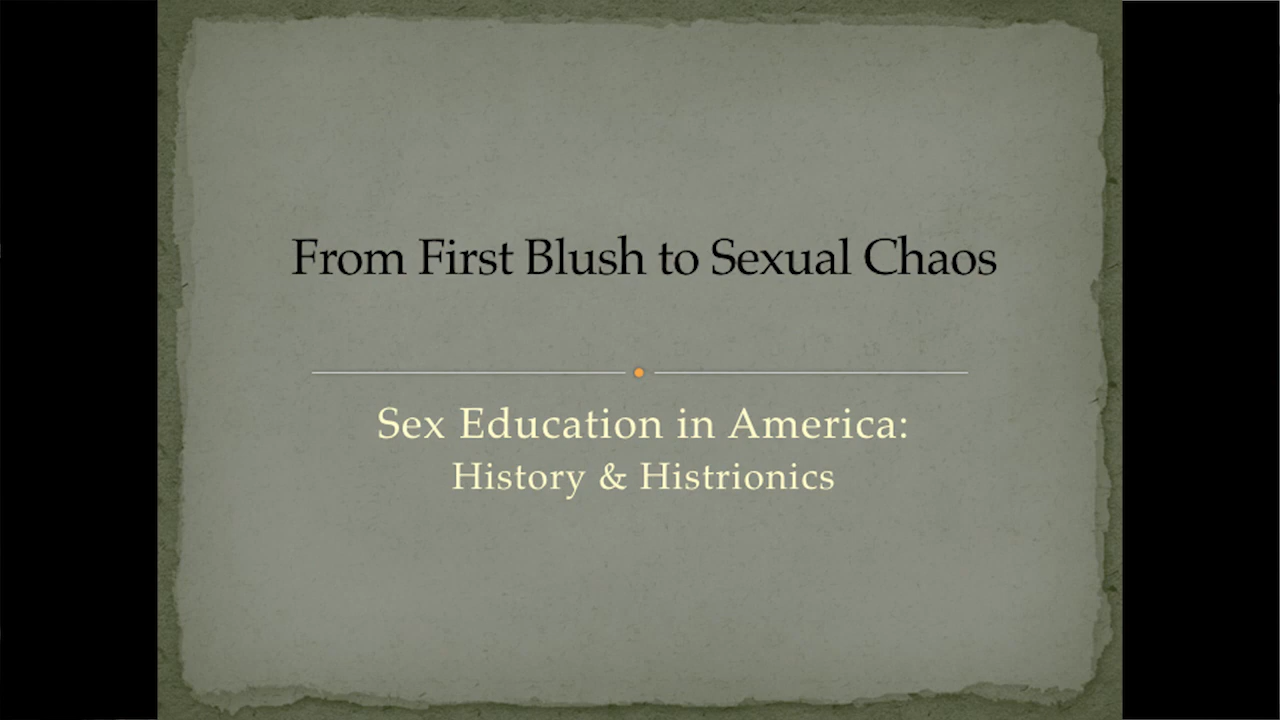 From First Blush to Sexual Chaos
Sex Education in America:
History & Histrionics